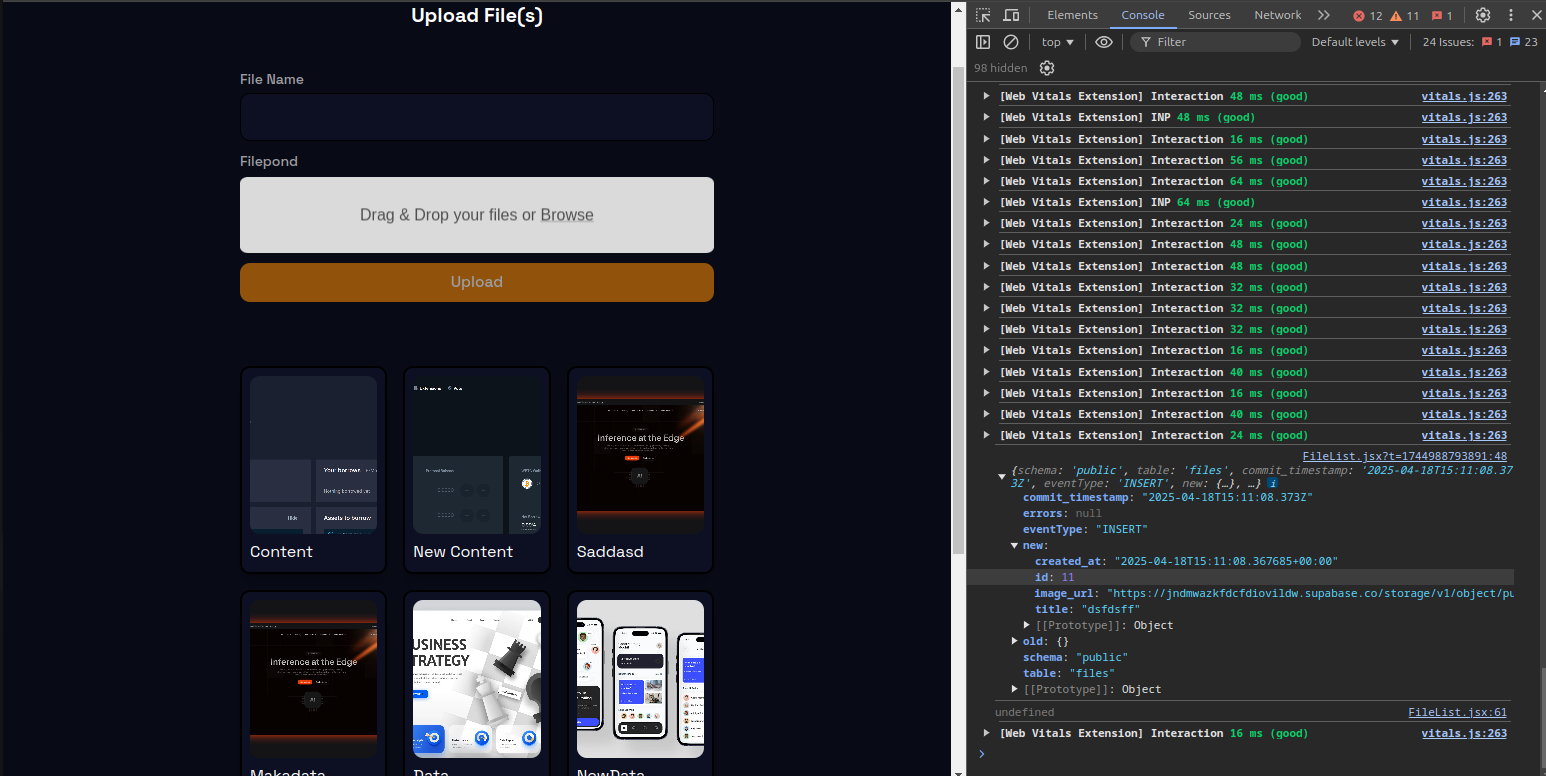 Upload File(s)
File Name
Filepond
Drag & Drop your files or Browse
Upload
Your borrows
Nothing borrowed yet
Hide
Assets to borrow
Content
Extensions
New Content
Inference at the Edge
Saddasd
Inference at the Edge
Makadata
USINESS
TRATEGY
Data
NowData
Elements Console Sources Network 12 11 1
top Filter Default levels 24 Issues: 1 23
98 hidden
[Web Vitals Extension] Interaction 48 ms (good) vitals.js:263
[Web Vitals Extension] INP 48 ms (good) vitals.js:263
[Web Vitals Extension] Interaction 16 ms (good) vitals.js:263
[Web Vitals Extension] Interaction 56 ms (good) vitals.js:263
[Web Vitals Extension] Interaction 64 ms (good) vitals.js:263
[Web Vitals Extension] INP 64 ms (good) vitals.js:263
[Web Vitals Extension] Interaction 24 ms (good) vitals.js:263
[Web Vitals Extension] Interaction 48 ms (good) vitals.js:263
[Web Vitals Extension] Interaction 48 ms (good) vitals.js:263
[Web Vitals Extension] Interaction 32 ms (good) vitals.js:263
[Web Vitals Extension] Interaction 32 ms (good) vitals.js:263
[Web Vitals Extension] Interaction 32 ms (good) vitals.js:263
[Web Vitals Extension] Interaction 16 ms (good) vitals.js:263
[Web Vitals Extension] Interaction 40 ms (good) vitals.js:263
[Web Vitals Extension] Interaction 16 ms (good) vitals.js:263
[Web Vitals Extension] Interaction 40 ms (good) vitals.js:263
[Web Vitals Extension] Interaction 24 ms (good) vitals.js:263
FileList.jsx?t=1744988793891:48
{schema: 'public', table: 'files', commit_timestamp: '2025-04-18T15:11:08.37
3Z', eventType: 'INSERT', new: {…}, …} i
commit_timestamp: "2025-04-18T15:11:08.373Z"
errors: null
eventType: "INSERT"
new:
created_at: "2025-04-18T15:11:08.367685+00:00"
id: 11
image_url: "https://jndmwazkfdcfdiovildw.supabase.co/storage/v1/object/pu
title: "dsfdsff"
[[Prototype]]: Object
old: {}
schema: "public"
table: "files"
[[Prototype]]: Object
undefined FileList.jsx:61
[Web Vitals Extension] Interaction 16 ms (good) vitals.js:263